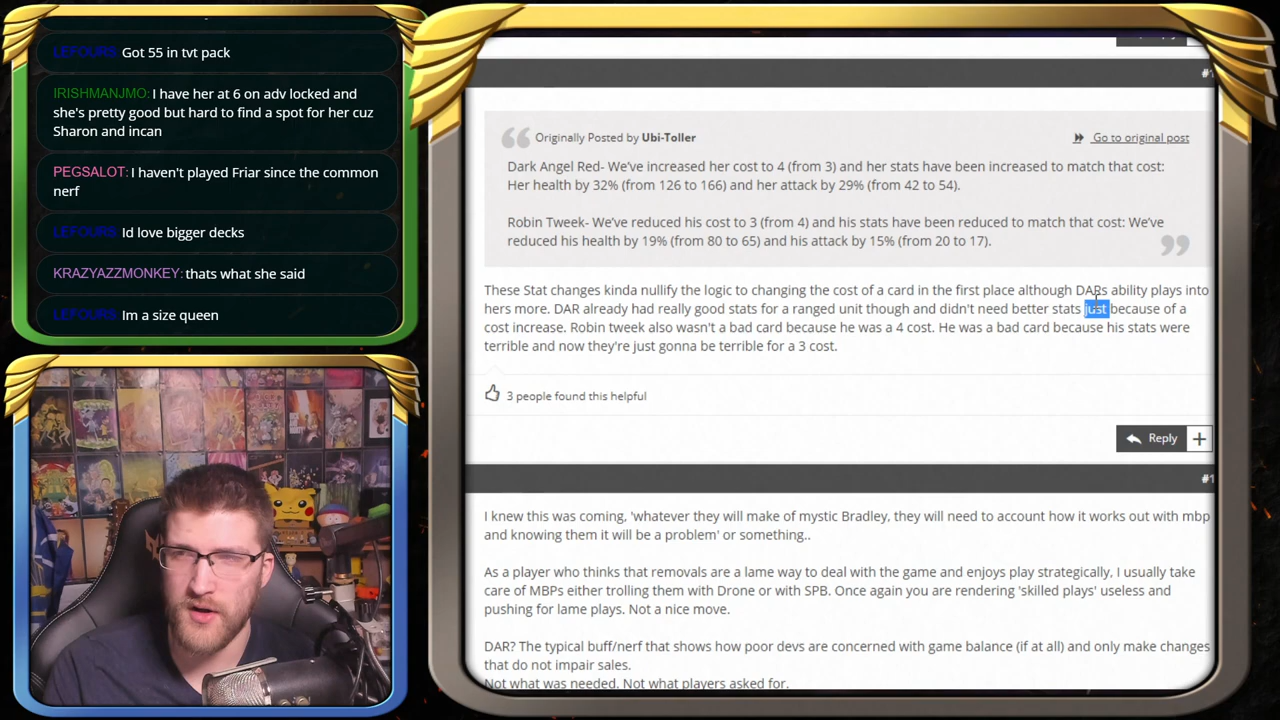 LEFOURS: Got 55 in tvt pack
IRISHMANJMO: I have her at 6 on adv locked and
she's pretty good but hard to find a spot for her cuz
Sharon and incan
PEGSALOT: I haven't played Friar since the common
nerf
LEFOURS: Id love bigger decks
KRAZYAZZMONKEY: thats what she said
LEFOURS: Im a size queen
#1
Originally Posted by Ubi-Toller
Go to original post
Dark Angel Red- We've increased her cost to 4 (from 3) and her stats have been increased to match that cost:
Her health by 32% (from 126 to 166) and her attack by 29% (from 42 to 54).
Robin Tweek- We've reduced his cost to 3 (from 4) and his stats have been reduced to match that cost: We've
reduced his health by 19% (from 80 to 65) and his attack by 15% (from 20 to 17).
These Stat changes kinda nullify the logic to changing the cost of a card in the first place although DARs ability plays into
hers more. DAR already had really good stats for a ranged unit though and didn't need better stats just because of a
cost increase. Robin tweek also wasn't a bad card because he was a 4 cost. He was a bad card because his stats were
terrible and now they're just gonna be terrible for a 3 cost.
3 people found this helpful
Reply +
#1
I knew this was coming, 'whatever they will make of mystic Bradley, they will need to account how it works out with mbp
and knowing them it will be a problem' or something..
As a player who thinks that removals are a lame way to deal with the game and enjoys play strategically, I usually take
care of MBPs either trolling them with Drone or with SPB. Once again you are rendering 'skilled plays' useless and
pushing for lame plays. Not a nice move.
DAR? The typical buff/nerf that shows how poor devs are concerned with game balance (if at all) and only make changes
that do not impair sales.
Not what was needed. Not what players asked for.